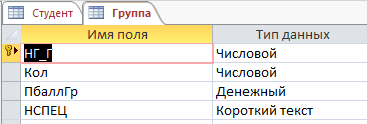 Студент Группа
Имя поля Тип данных
НГ_Г Числовой
Кол Числовой
ПбаллГр Денежный
НСПЕЦ Короткий текст